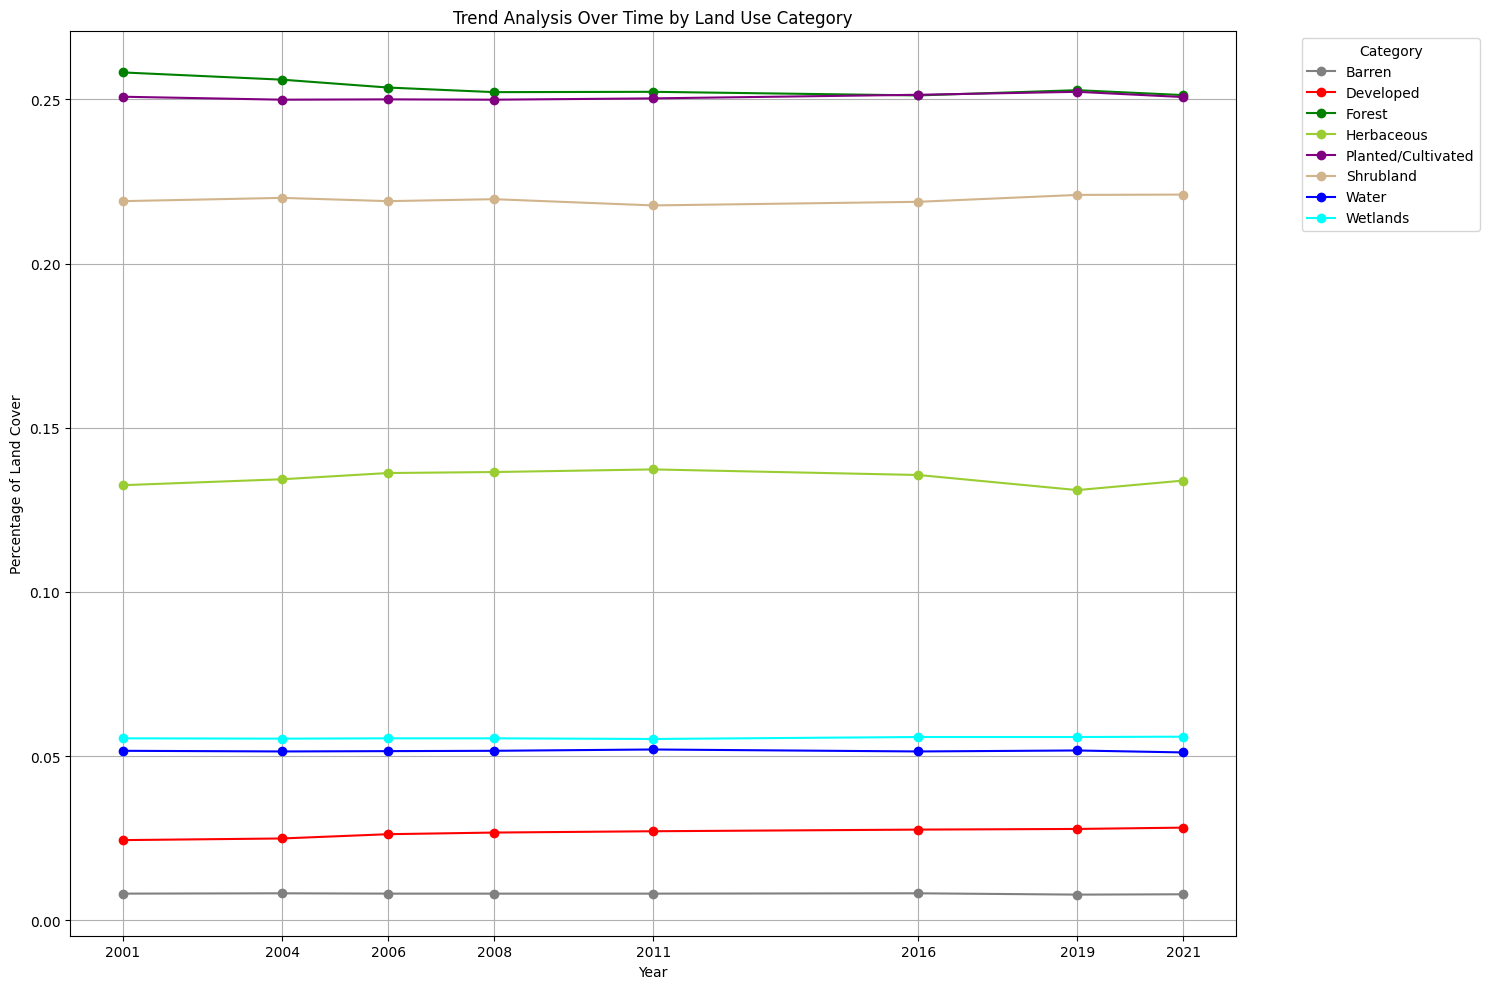 Trend Analysis Over Time by Land Use Category
Category
Barren
Developed
Forest
Herbaceous
Planted/Cultivated
Shrubland
Water
Wetlands
Percentage of Land Cover
0.25
0.20
0.15
0.10
0.05
0.00
2001 2004 2006 2008 2011 2016 2019 2021
Year